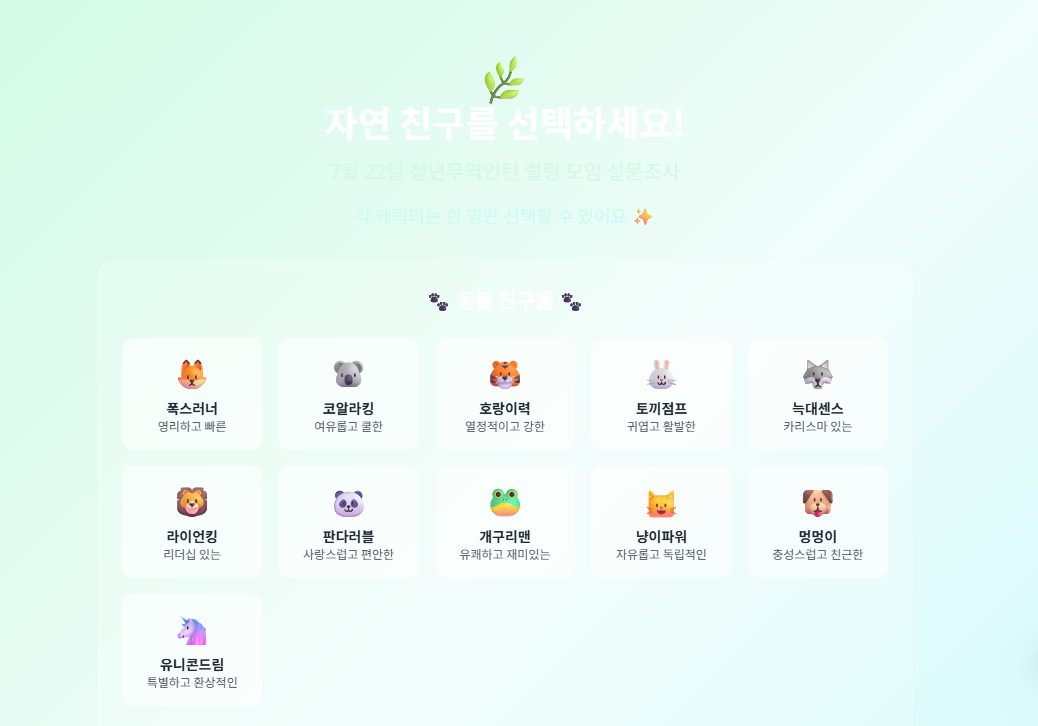 자연 친구를 선택하세요!
7월 22일 청년무역인턴 힐링 모임 설문조사
각 캐릭터는 한 명만 선택할 수 있어요 ✨
🐾 동물 친구들 🐾
폭스러너
영리하고 빠른
코알라킹
여유롭고 쿨한
호랑이력
열정적이고 강한
토끼점프
귀엽고 활발한
늑대센스
카리스마 있는
라이언킹
리더십 있는
판다러블
사랑스럽고 편안한
개구리맨
유쾌하고 재미있는
냥이파워
자유롭고 독립적인
멍멍이
충성스럽고 친근한
유니콘드림
특별하고 환상적인